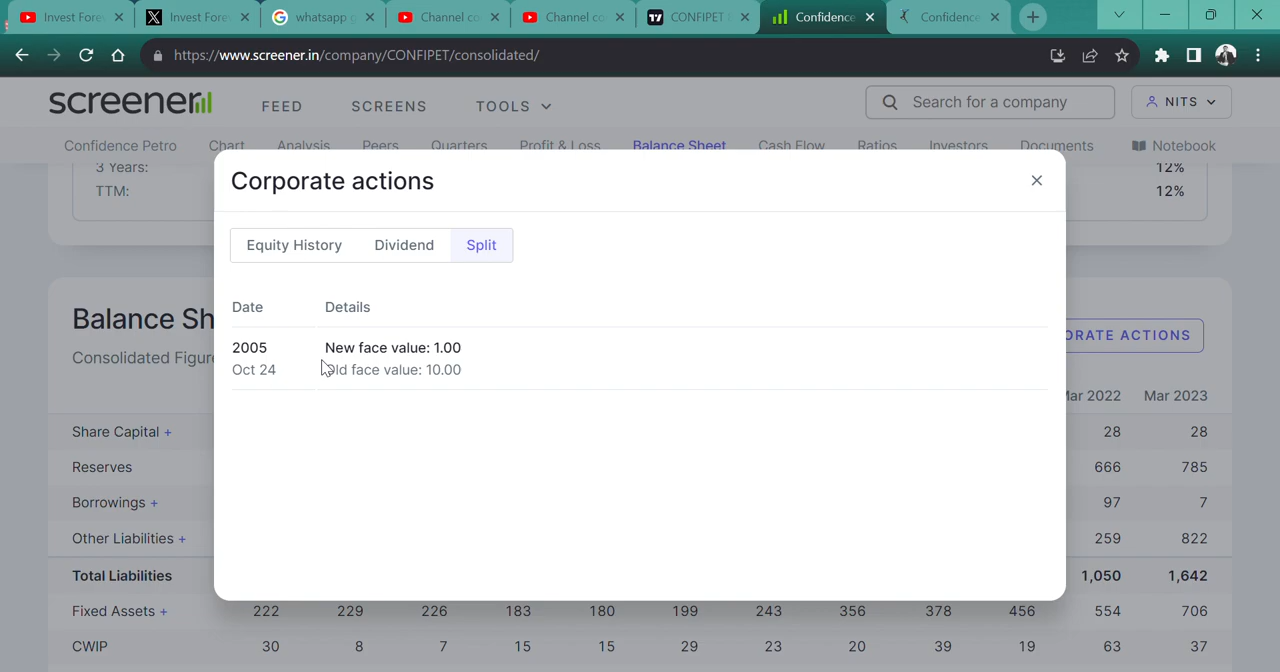 Invest Forev
Invest Forev
whatsapp g
Channel co
Channel co
CONFIPET
Confidence
Confidence
https://www.screener.in/company/CONFIPET/consolidated/
screener
FEED
SCREENS
TOOLS
Search for a company
NITS
Confidence Petro
Chart
Analysis
Peers
Quarters
Profit & Loss
Balance Sheet
Cash Flow
Ratios
Investors
Documents
Notebook
3 Years:
12%
TTM:
12%
Corporate actions
Equity History
Dividend
Split
Date Details
2005 New face value: 1.00
Oct 24 Old face value: 10.00
Balance Sh
Consolidated Figure
ORATE ACTIONS
Mar 2022 Mar 2023
Share Capital + 28 28
Reserves 666 785
Borrowings + 97 7
Other Liabilities + 259 822
Total Liabilities 1,050 1,642
Fixed Assets + 222 229 226 183 180 199 243 356 378 456 554 706
CWIP 30 8 7 15 15 29 23 20 39 19 63 37